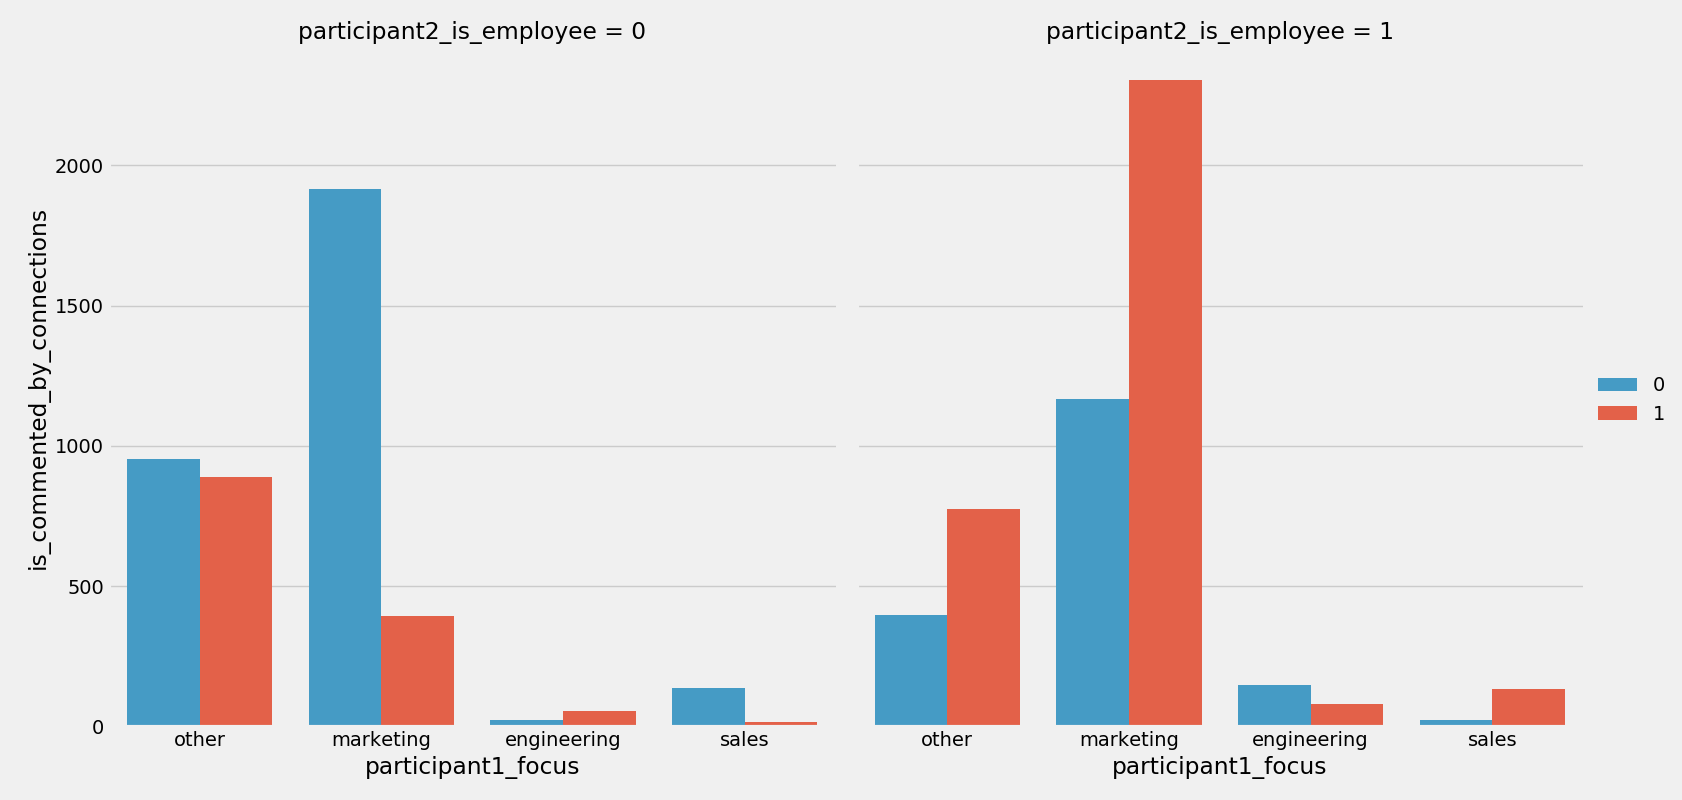 participant2_is_employee = 0
participant2_is_employee = 1
is_commented_by_connections
2000
1500
1000
500
0
other marketing engineering sales
participant1_focus
other marketing engineering sales
participant1_focus
0
1